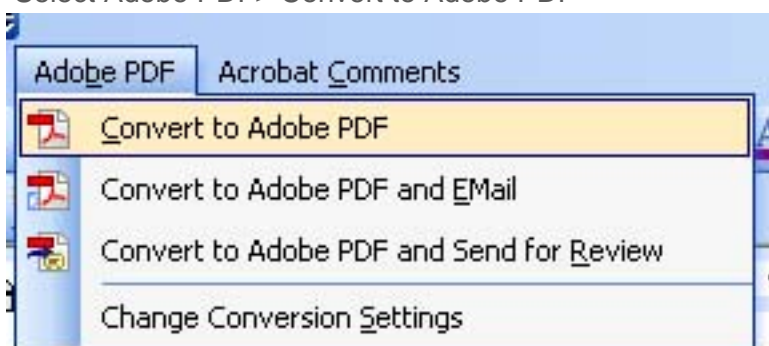 Select Adobe PDF > Convert to Adobe PDF
Adobe PDF Acrobat Comments
Convert to Adobe PDF
Convert to Adobe PDF and EMail
Convert to Adobe PDF and Send for Review
Change Conversion Settings